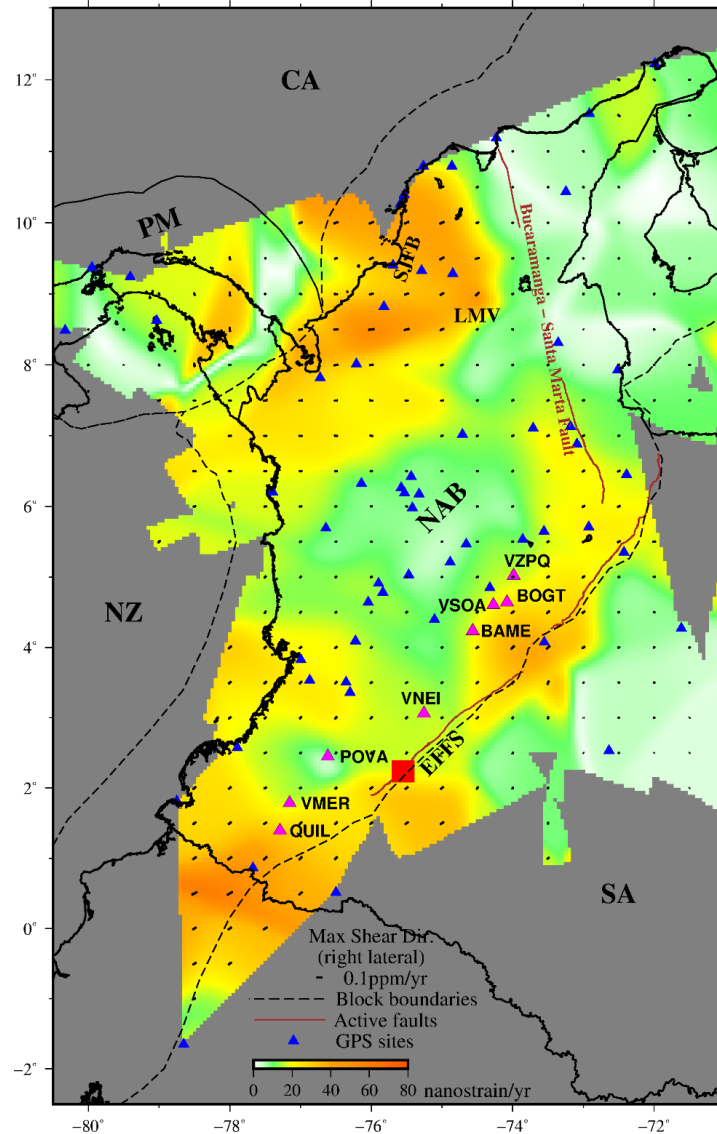 12°
10°
8°
6°
4°
2°
0°
−2°
CA
PM
SJFB
LMV
Bucaramanga − Santa Marta Fault
NAB
VZPQ
BOGT
VSOA
BAME
NZ
VNEI
POVA
EFFS
VMER
QUIL
SA
Max Shear Dir.
(right lateral)
0.1ppm/yr
Block boundaries
Active faults
GPS sites
0 20 40 60 80 nanostrain/yr
−80° −78° −76° −74° −72°